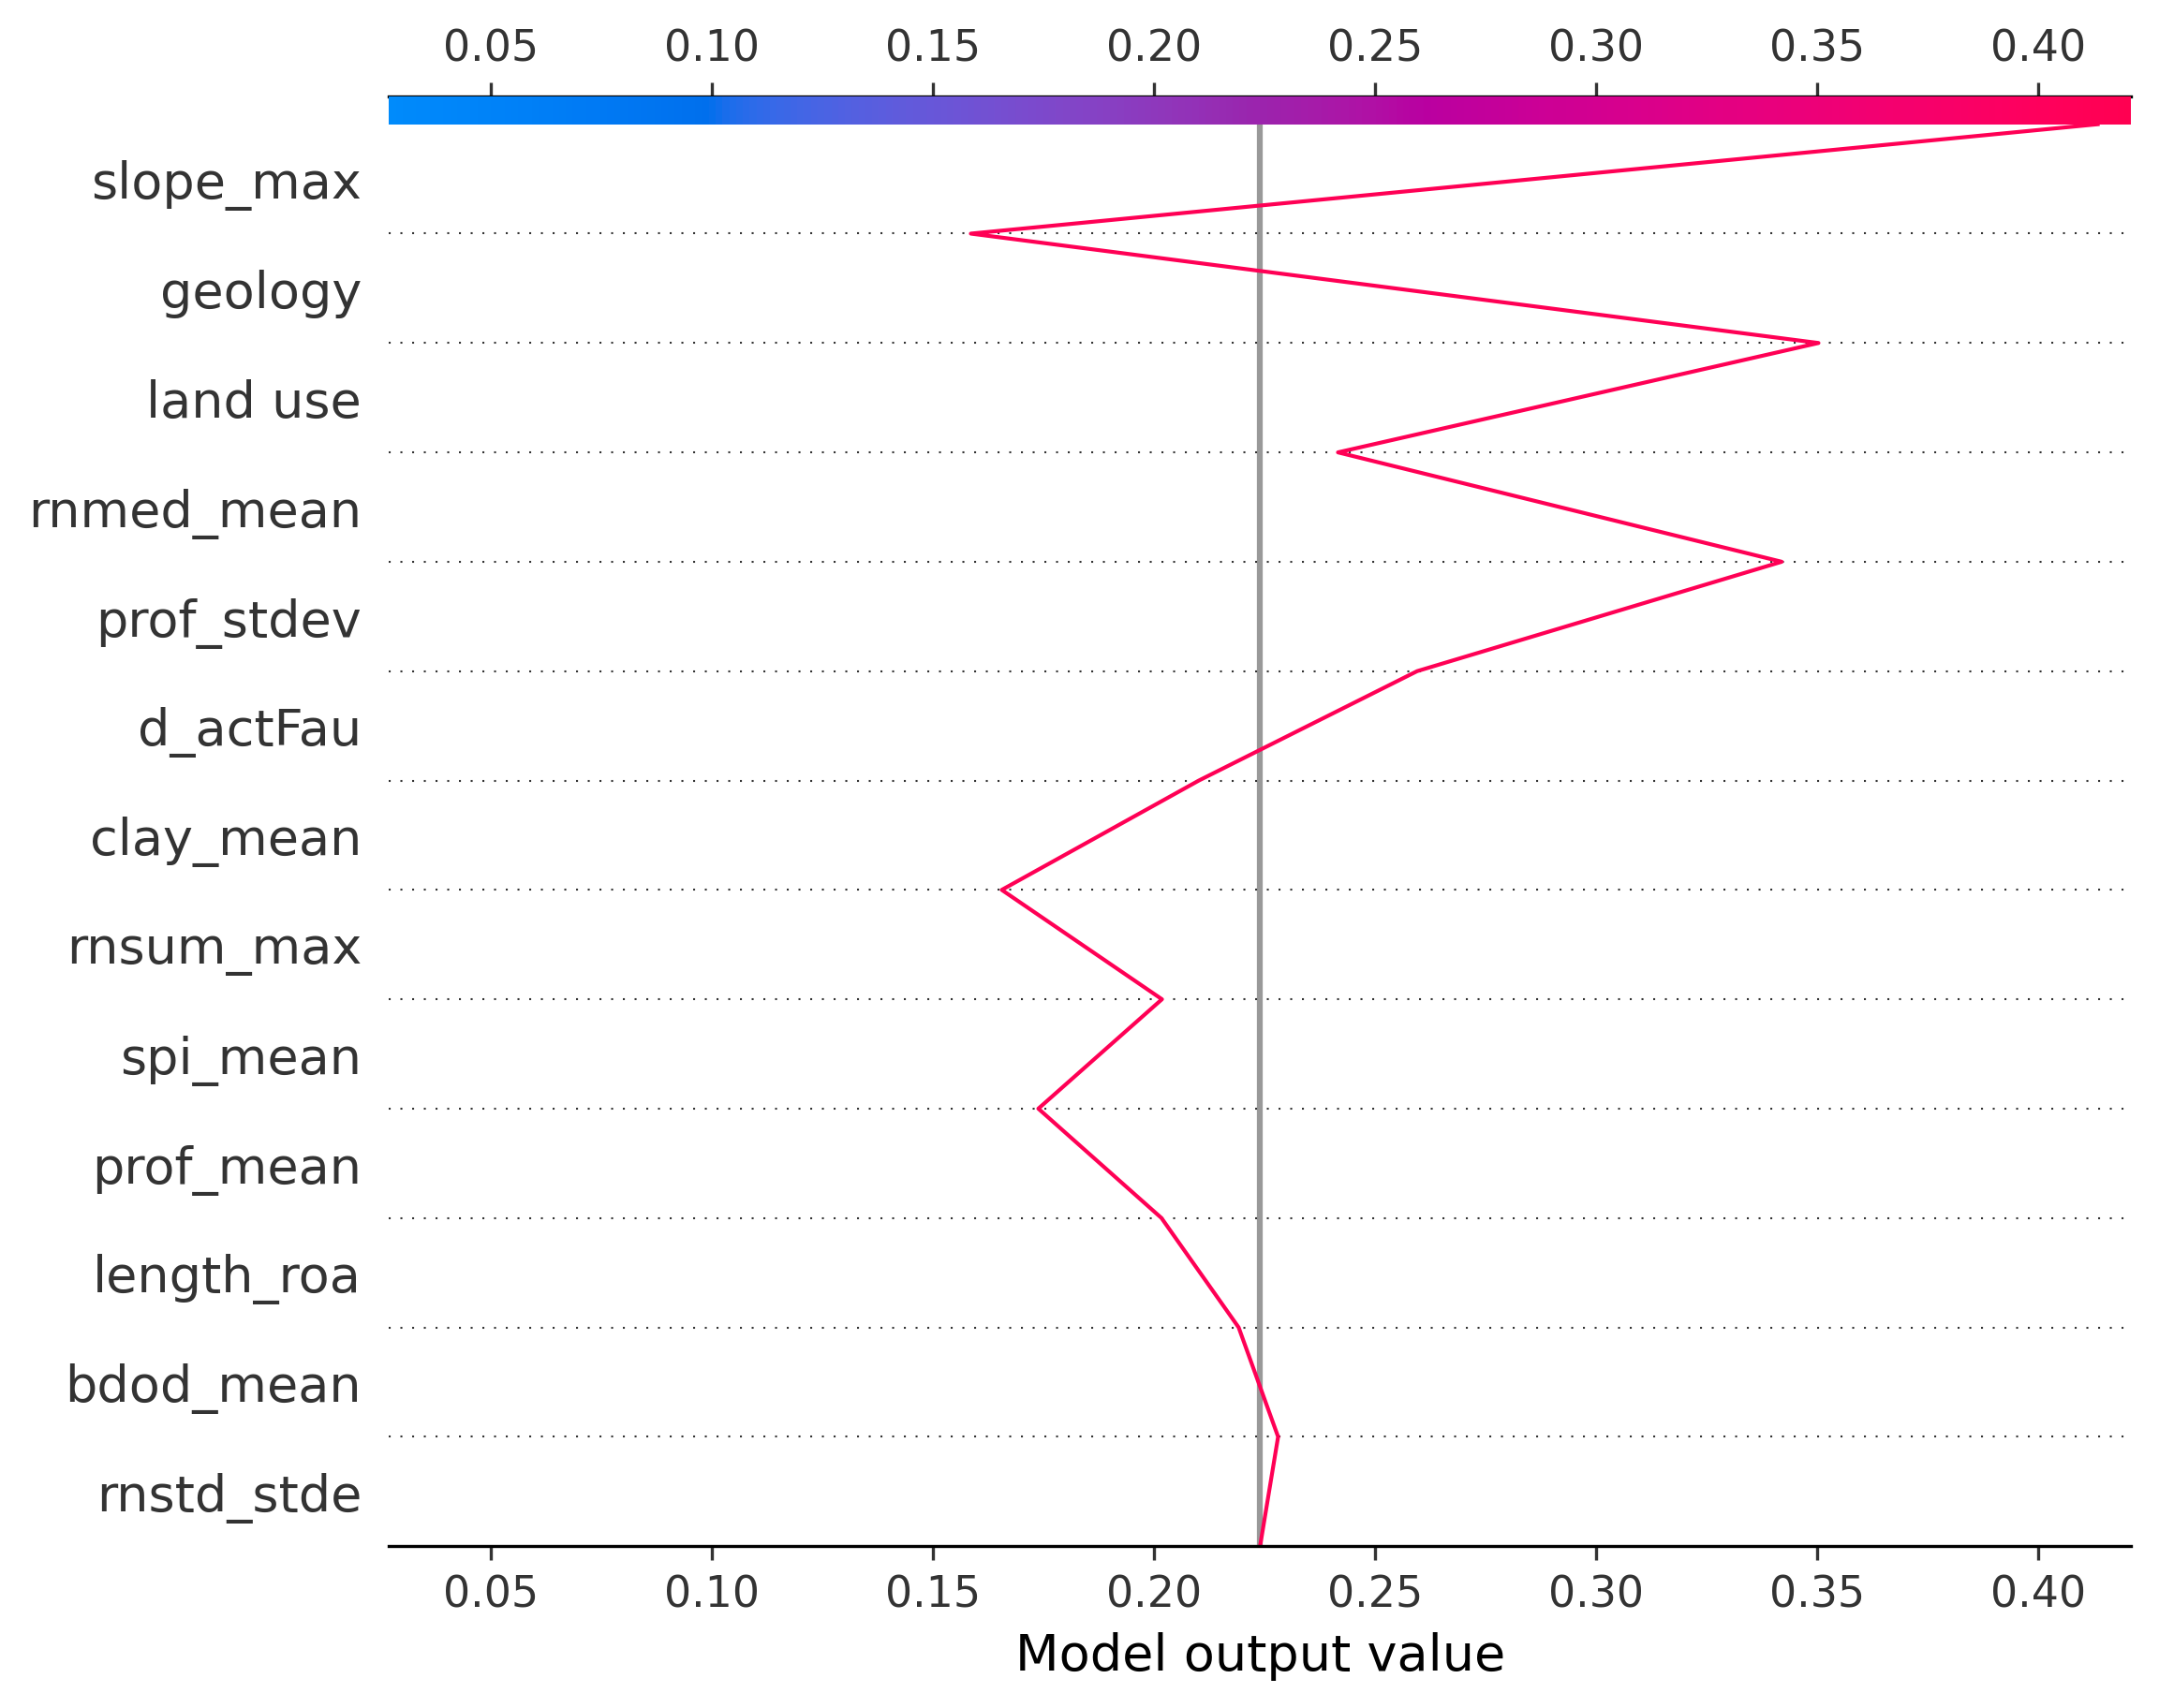 0.05 0.10 0.15 0.20 0.25 0.30 0.35 0.40
slope_max
geology
land use
rnmed_mean
prof_stdev
d_actFau
clay_mean
rnsum_max
spi_mean
prof_mean
length_roa
bdod_mean
rnstd_stde
0.05 0.10 0.15 0.20 0.25 0.30 0.35 0.40
Model output value